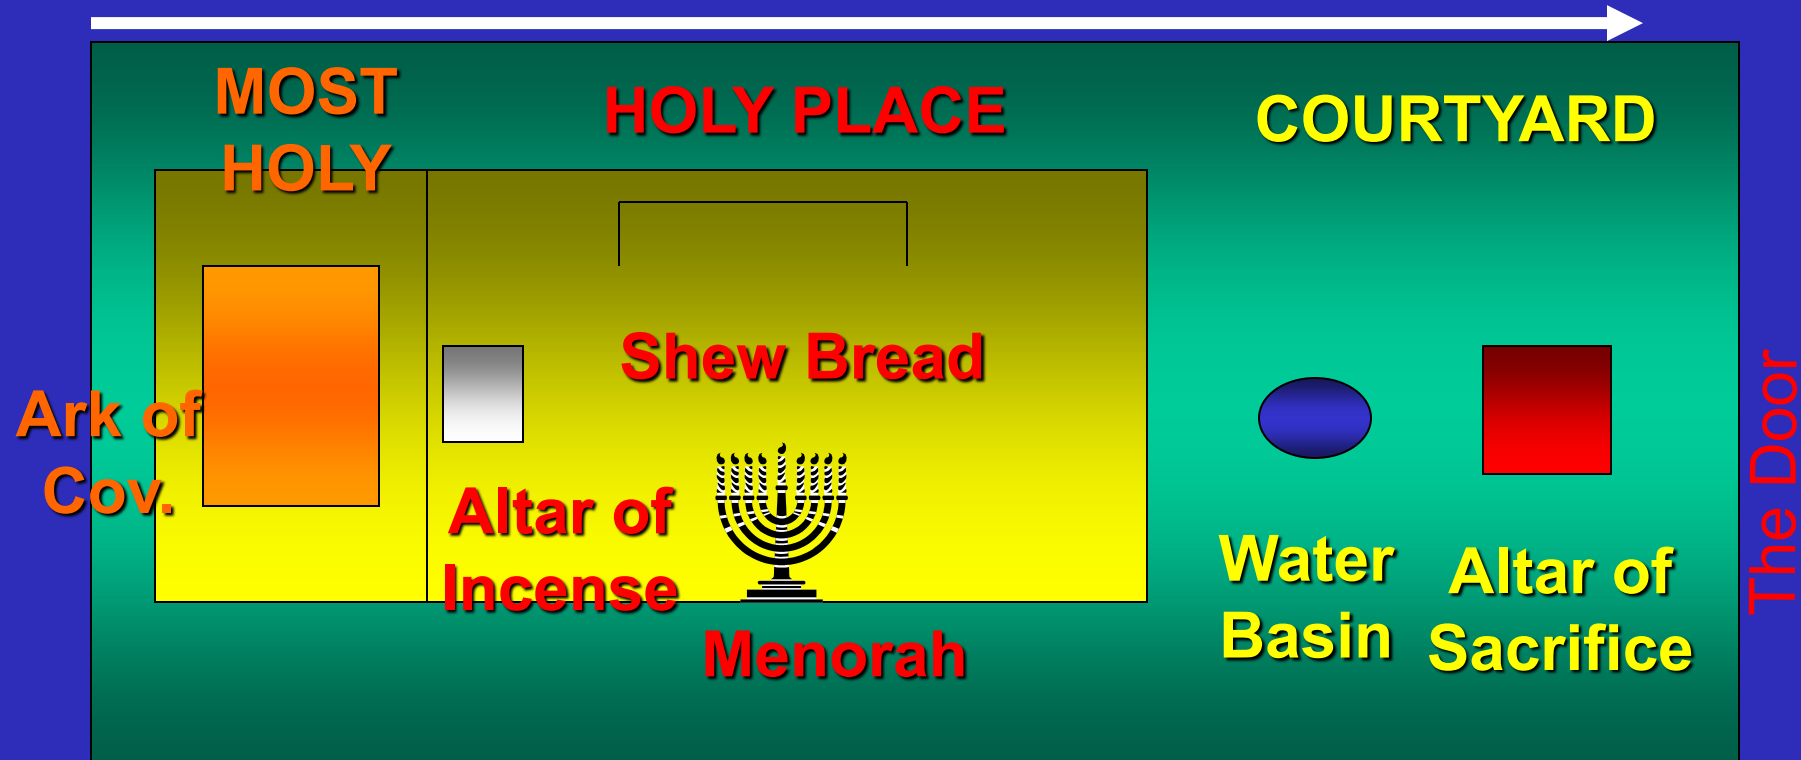 MOST
HOLY
HOLY PLACE
COURTYARD
Shew Bread
Ark of
Cov.
Altar of
Incense
Menorah
Water
Basin
Altar of
Sacrifice
The Door